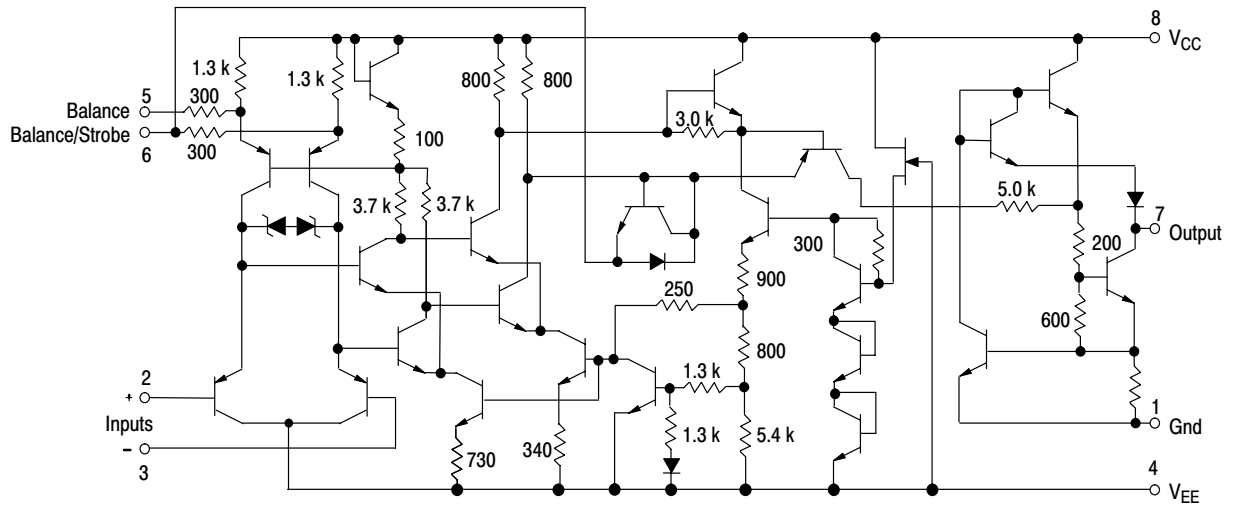 8
V_CC
1.3 k
1.3 k
800
800
Balance
5
300
Balance/Strobe
6
300
100
3.0 k
3.7 k
3.7 k
5.0 k
7
Output
300
200
900
250
600
800
2
+
1.3 k
1
Gnd
Inputs
1.3 k
5.4 k
–
3
730
340
4
V_EE